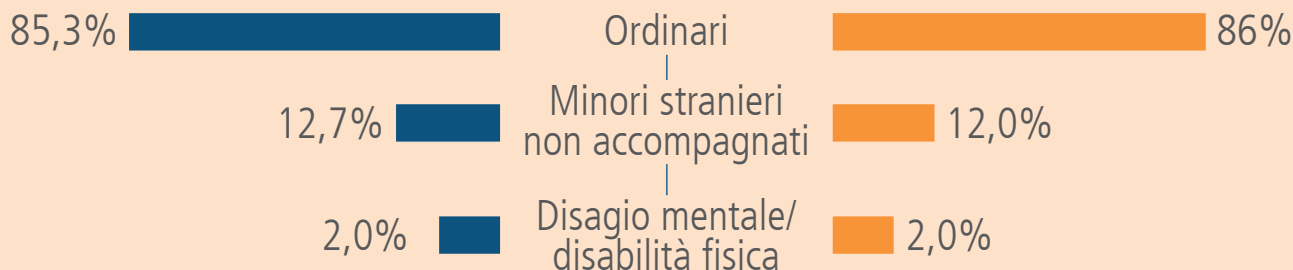 85,3% Ordinari 86%
Minori stranieri
non accompagnati
12,7% 12,0%
Disagio mentale/
disabilità fisica
2,0% 2,0%